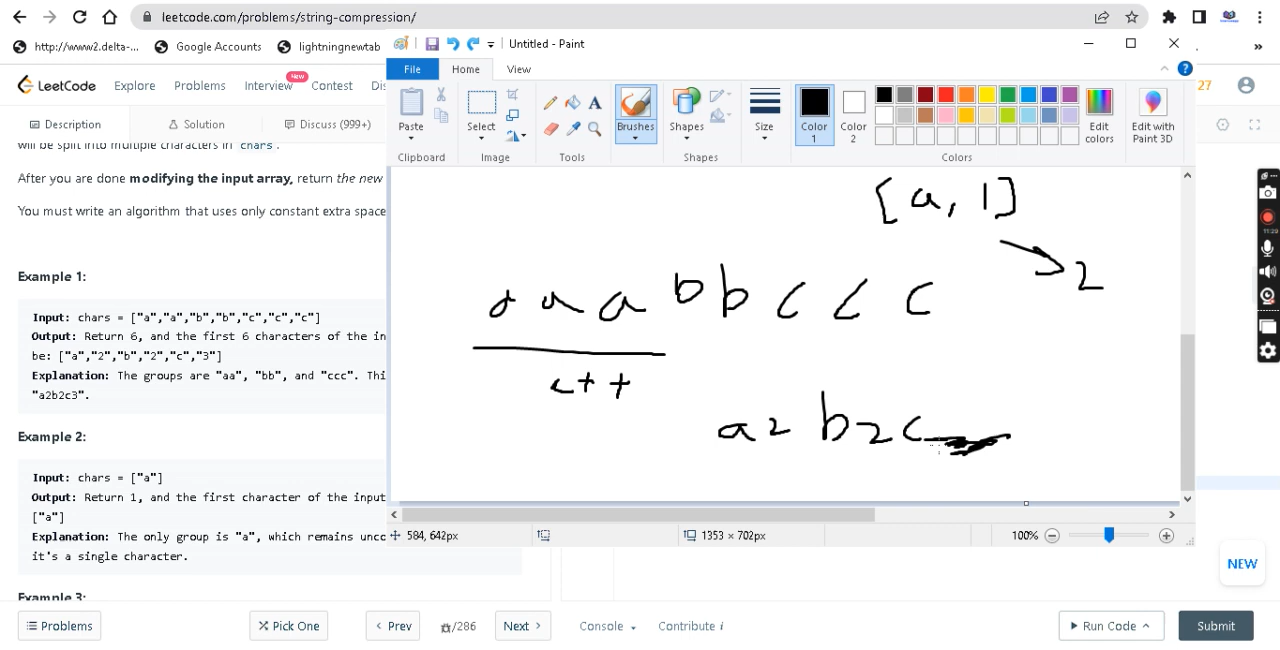 leetcode.com/problems/string-compression/
http://www2.delta-...
Google Accounts
lightningnewtab
»
Untitled - Paint
File
Home
View
LeetCode
Explore
Problems
Interview
New
Contest
Dis
27
Description
Solution
Discuss (999+)
Paste
Select
Brushes
Shapes
Size
Color 1
Color 2
Edit colors
Edit with Paint 3D
Clipboard
Image
Tools
Shapes
Colors
will be split into multiple characters in chars.
After you are done modifying the input array, return the new
You must write an algorithm that uses only constant extra space
Example 1:
Input: chars = ["a","a","b","b","c","c","c"]
Output: Return 6, and the first 6 characters of the in
be: ["a","2","b","2","c","3"]
Explanation: The groups are "aa", "bb", and "ccc". Thi
"a2b2c3".
Example 2:
Input: chars = ["a"]
Output: Return 1, and the first character of the input
["a"]
Explanation: The only group is "a", which remains uncc
it's a single character.
Example 3:
[a, 1]
2
a a a b b c c c
c++
a2 b2c
11:29
584, 642px
1353 × 702px
100%
NEW
Problems
Pick One
Prev
/286
Next
Console
Contribute i
Run Code
Submit